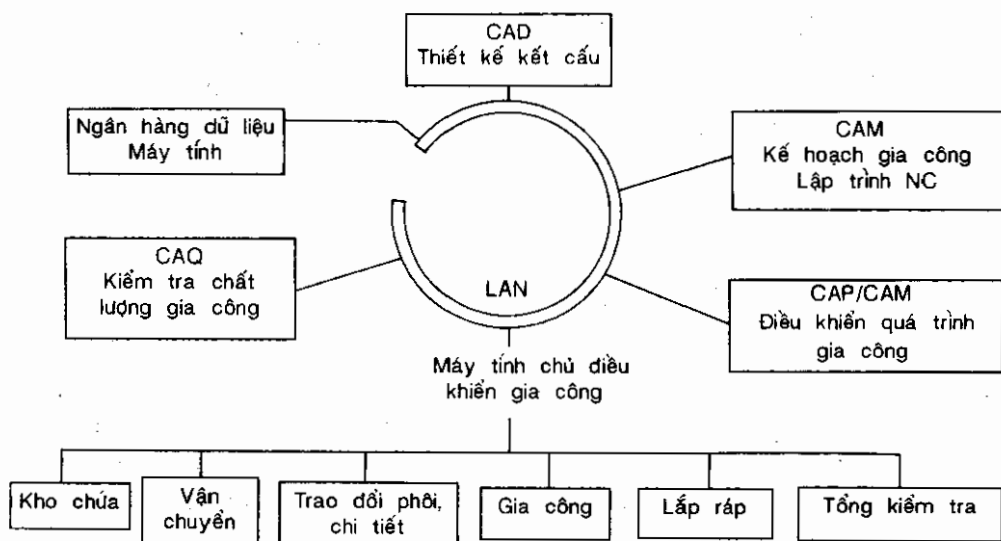 CAD
Thiết kế kết cấu
Ngân hàng dữ liệu
Máy tính
CAM
Kế hoạch gia công
Lập trình NC
CAQ
Kiểm tra chất
lượng gia công
LAN
CAP/CAM
Điều khiển quá trình
gia công
Máy tính chủ điều
khiển gia công
Kho chứa
Vận
chuyển
Trao đổi phôi,
chi tiết
Gia công
Lắp ráp
Tổng kiểm tra